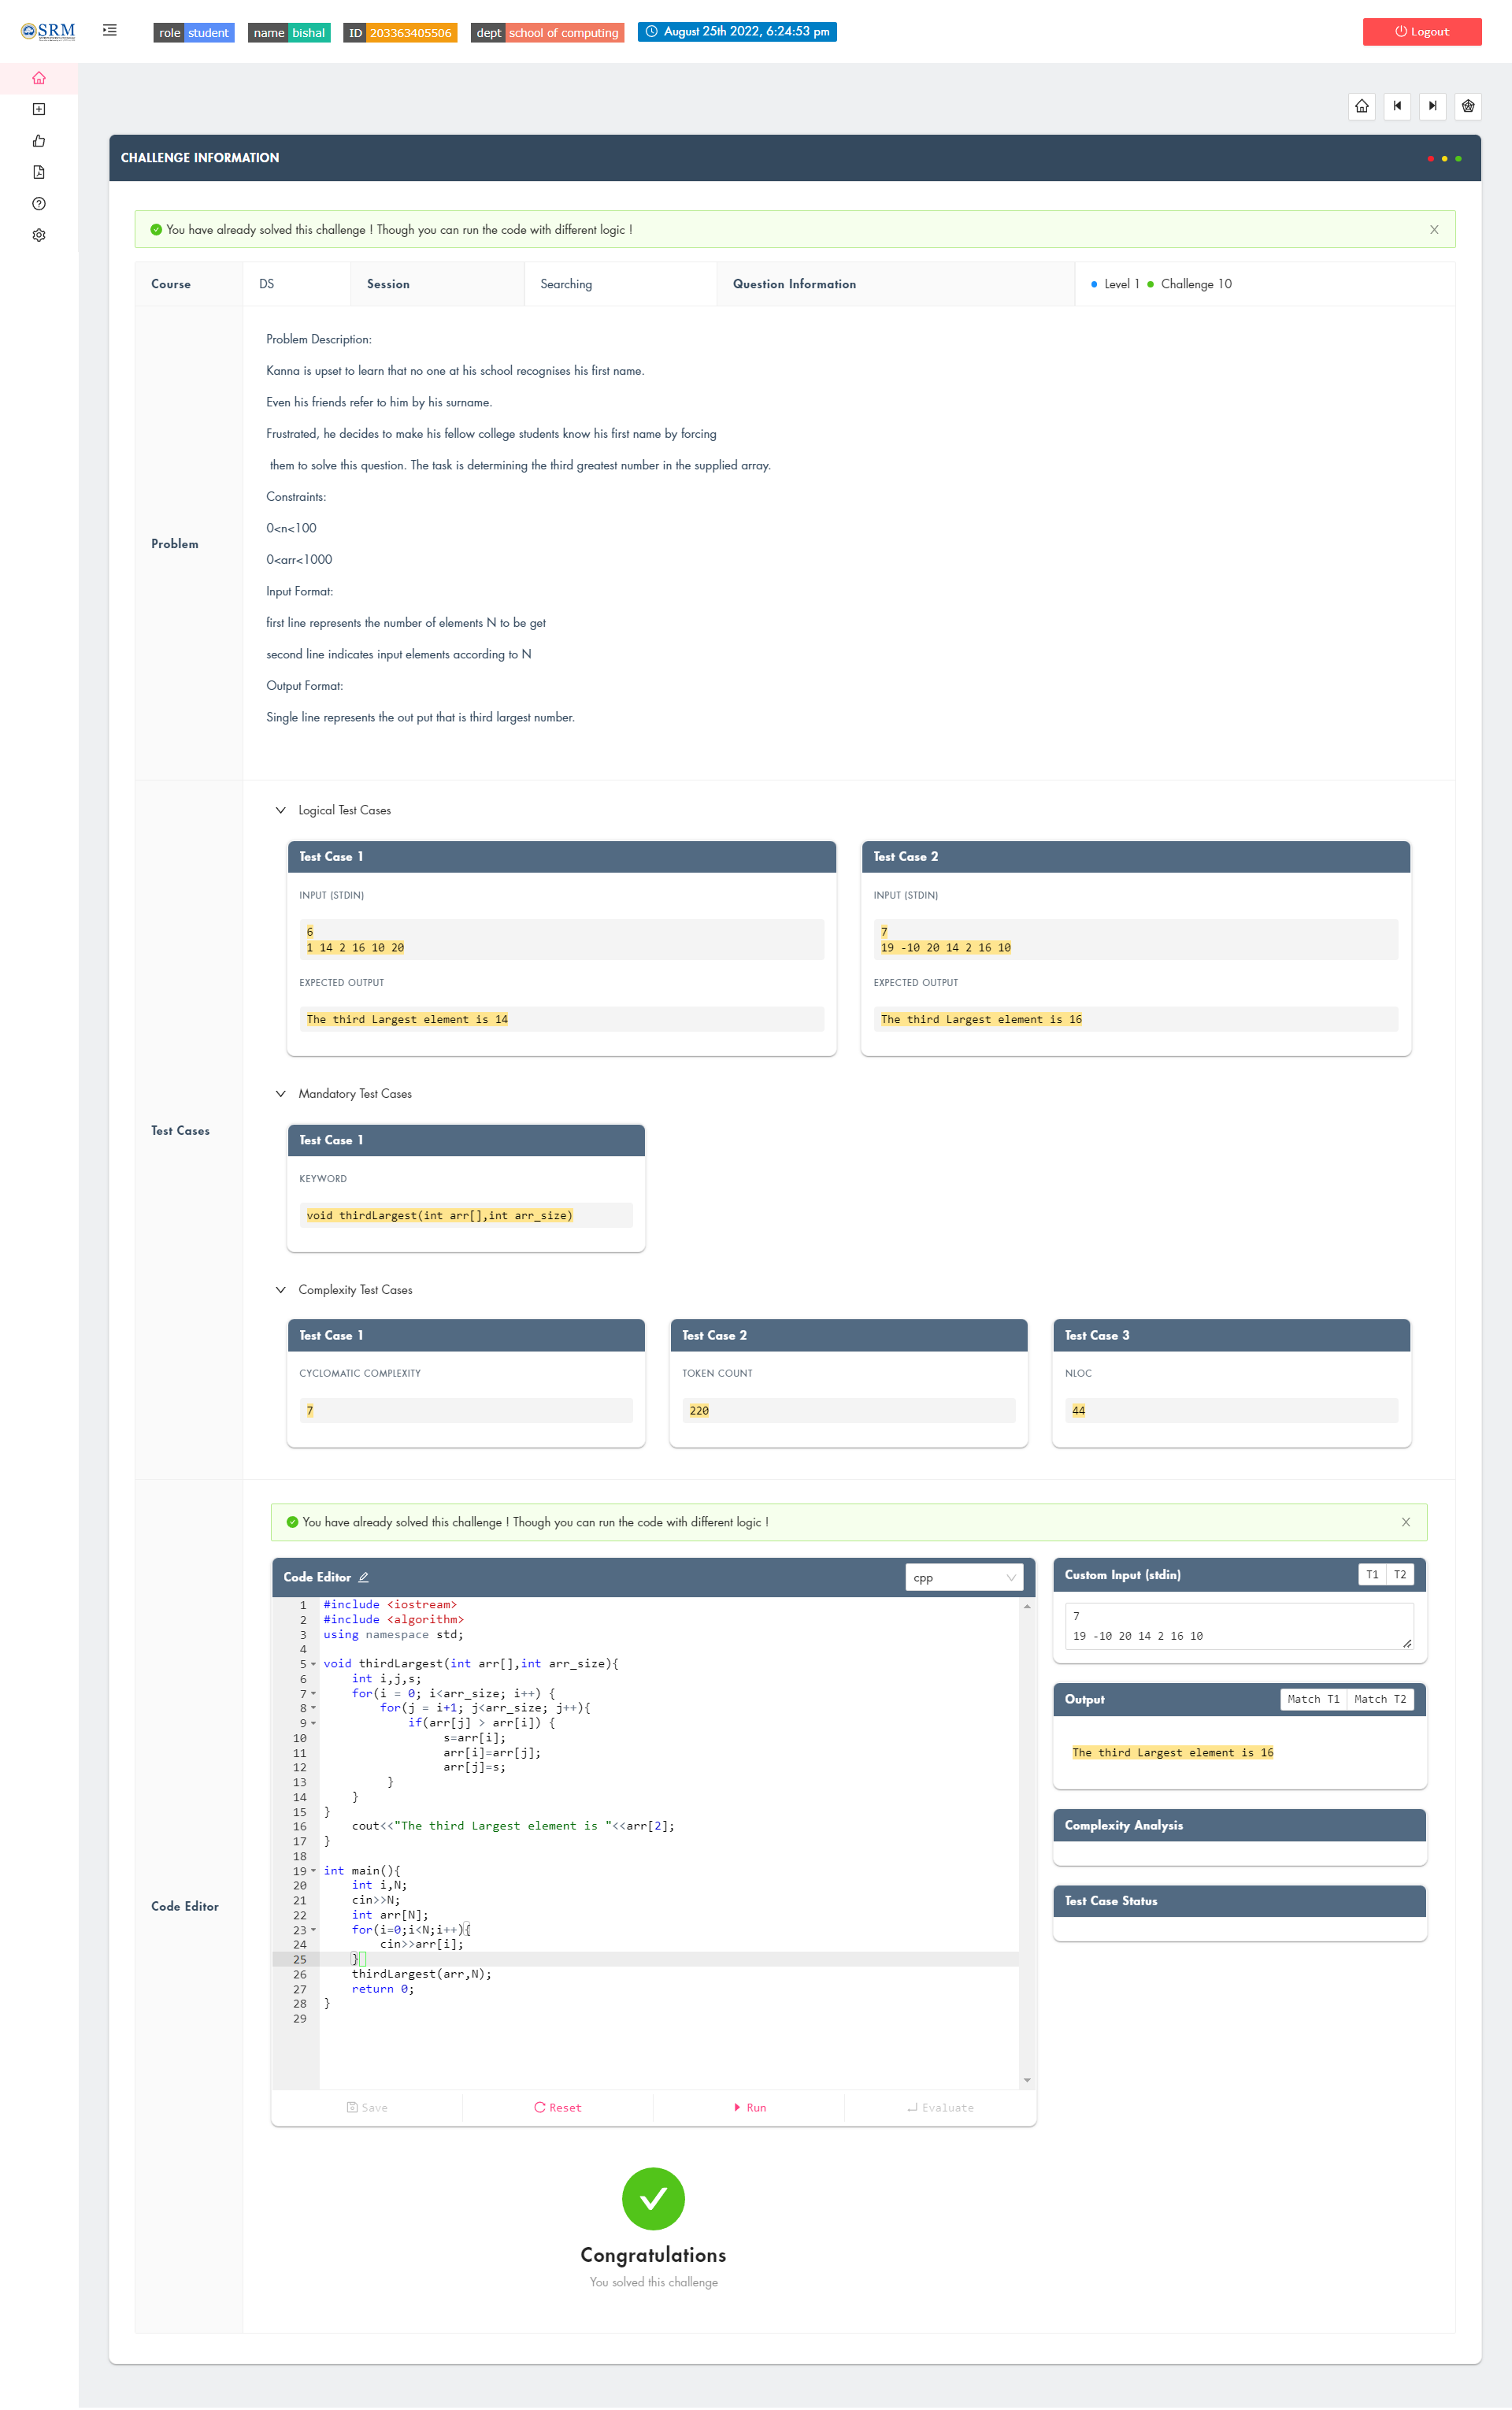 SRM
role student name bishal ID 203363405506 dept school of computing August 25th 2022, 6:24:53 pm Logout
CHALLENGE INFORMATION
You have already solved this challenge ! Though you can run the code with different logic !
Course DS Session Searching Question Information Level 1 Challenge 10
Problem
Problem Description:
Kanna is upset to learn that no one at his school recognises his first name.
Even his friends refer to him by his surname.
Frustrated, he decides to make his fellow college students know his first name by forcing
them to solve this question. The task is determining the third greatest number in the supplied array.
Constraints:
0<n<100
0<arr<1000
Input Format:
first line represents the number of elements N to be get
second line indicates input elements according to N
Output Format:
Single line represents the out put that is third largest number.
Test Cases
Logical Test Cases
Test Case 1
INPUT (STDIN)
6
1 14 2 16 10 20
EXPECTED OUTPUT
The third Largest element is 14
Test Case 2
INPUT (STDIN)
7
19 -10 20 14 2 16 10
EXPECTED OUTPUT
The third Largest element is 16
Mandatory Test Cases
Test Case 1
KEYWORD
void thirdLargest(int arr[],int arr_size)
Complexity Test Cases
Test Case 1
CYCLOMATIC COMPLEXITY
7
Test Case 2
TOKEN COUNT
220
Test Case 3
NLOC
44
Code Editor
You have already solved this challenge ! Though you can run the code with different logic !
Code Editor cpp
1 #include <iostream>
2 #include <algorithm>
3 using namespace std;
4
5 void thirdLargest(int arr[],int arr_size){
6     int i,j,s;
7     for(i = 0; i<arr_size; i++) {
8         for(j = i+1; j<arr_size; j++){
9             if(arr[j] > arr[i]) {
10                 s=arr[i];
11                 arr[i]=arr[j];
12                 arr[j]=s;
13         }
14     }
15 }
16     cout<<"The third Largest element is "<<arr[2];
17 }
18
19 int main(){
20     int i,N;
21     cin>>N;
22     int arr[N];
23     for(i=0;i<N;i++){
24         cin>>arr[i];
25     }
26     thirdLargest(arr,N);
27     return 0;
28 }
29
Save Reset Run Evaluate
Custom Input (stdin) T1 T2
7
19 -10 20 14 2 16 10
Output Match T1 Match T2
The third Largest element is 16
Complexity Analysis
Test Case Status
Congratulations
You solved this challenge